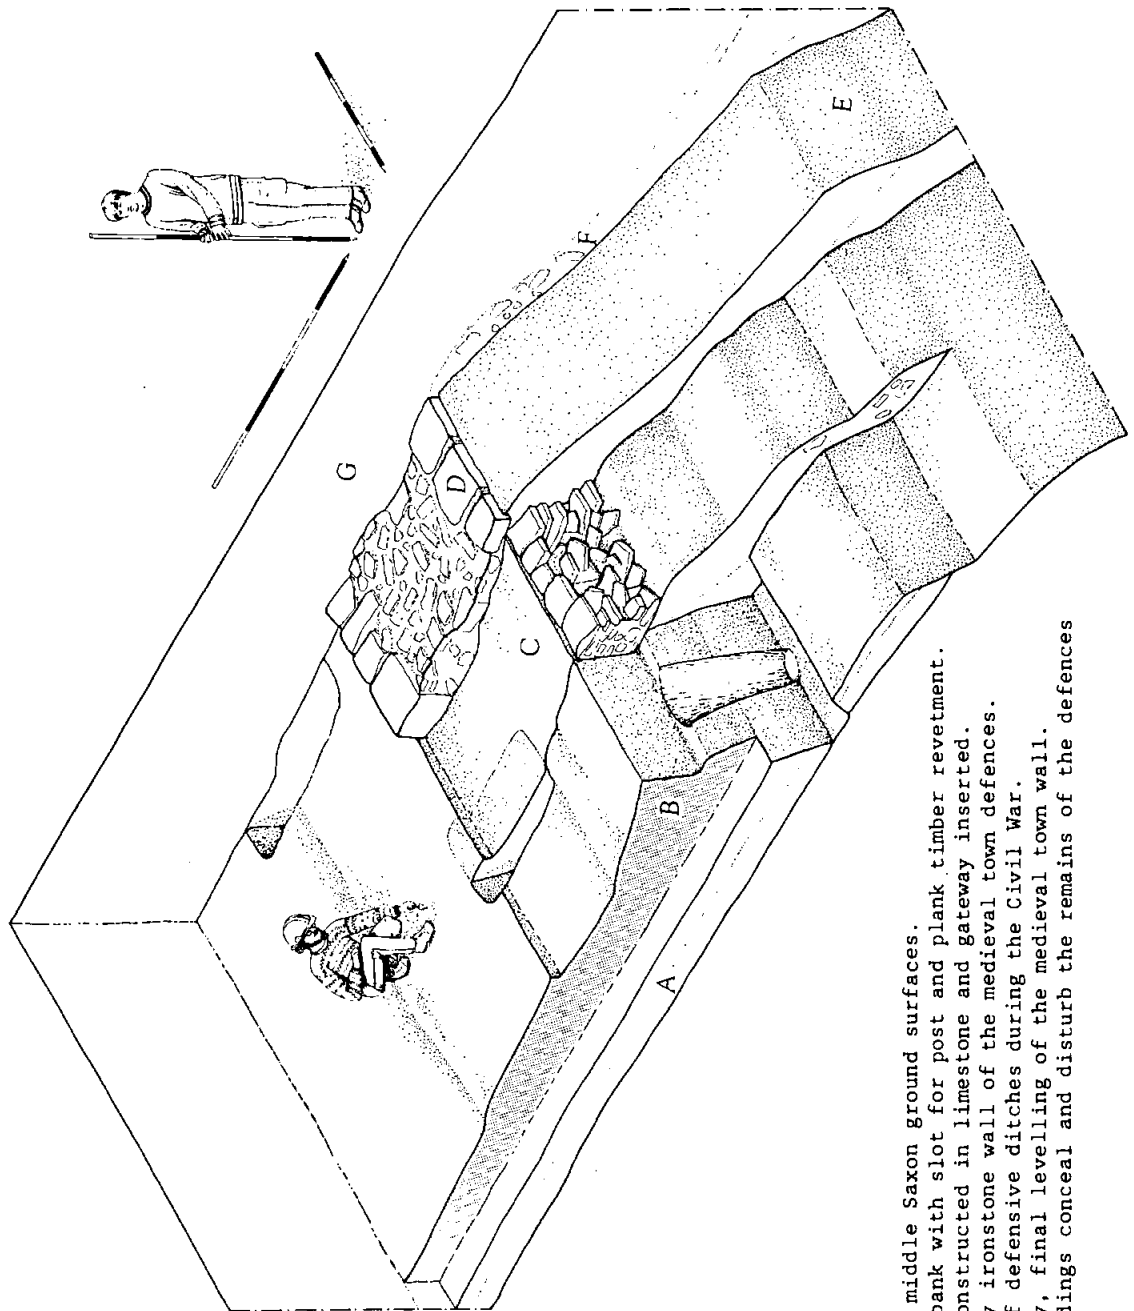 middle Saxon ground surfaces.
bank with slot for post and plank timber revetment.
onstructed in limestone and gateway inserted.
y ironstone wall of the medieval town defences.
f defensive ditches during the Civil War.
y, final levelling of the medieval town wall.
dings conceal and disturb the remains of the defences
A
B
C
D
E
F
G